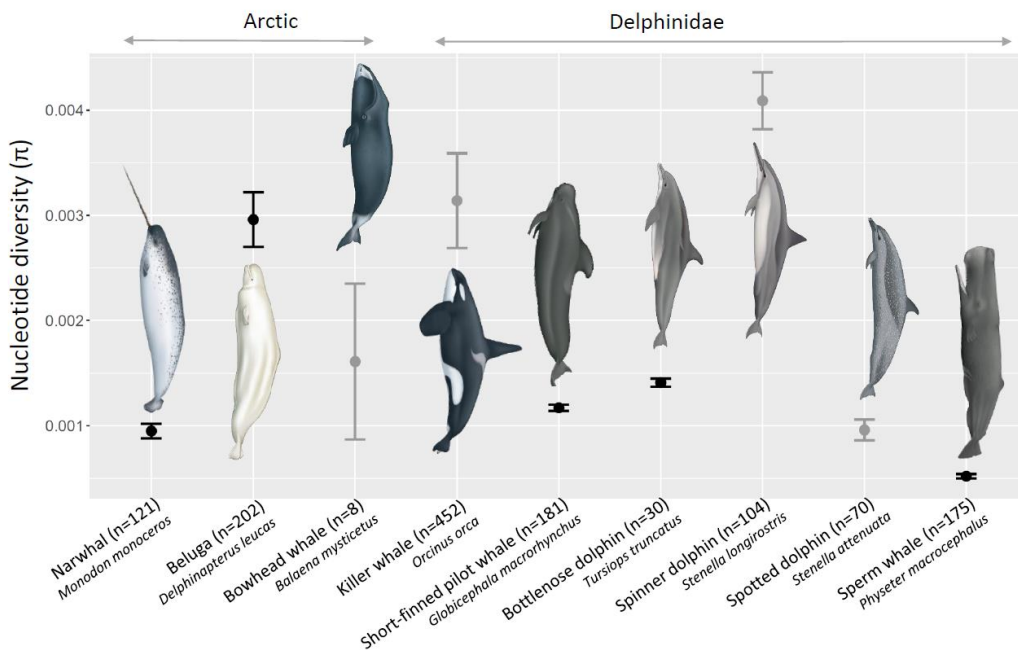 Arctic
Delphinidae
Nucleotide diversity (π)
0.004
0.003
0.002
0.001
Narwhal (n=121)
Monodon monoceros
Beluga (n=202)
Delphinapterus leucas
Bowhead whale (n=8)
Balaena mysticetus
Killer whale (n=452)
Orcinus orca
Short-finned pilot whale (n=181)
Globicephala macrorhynchus
Bottlenose dolphin (n=30)
Tursiops truncatus
Spinner dolphin (n=104)
Stenella longirostris
Spotted dolphin (n=70)
Stenella attenuata
Sperm whale (n=175)
Physeter macrocephalus